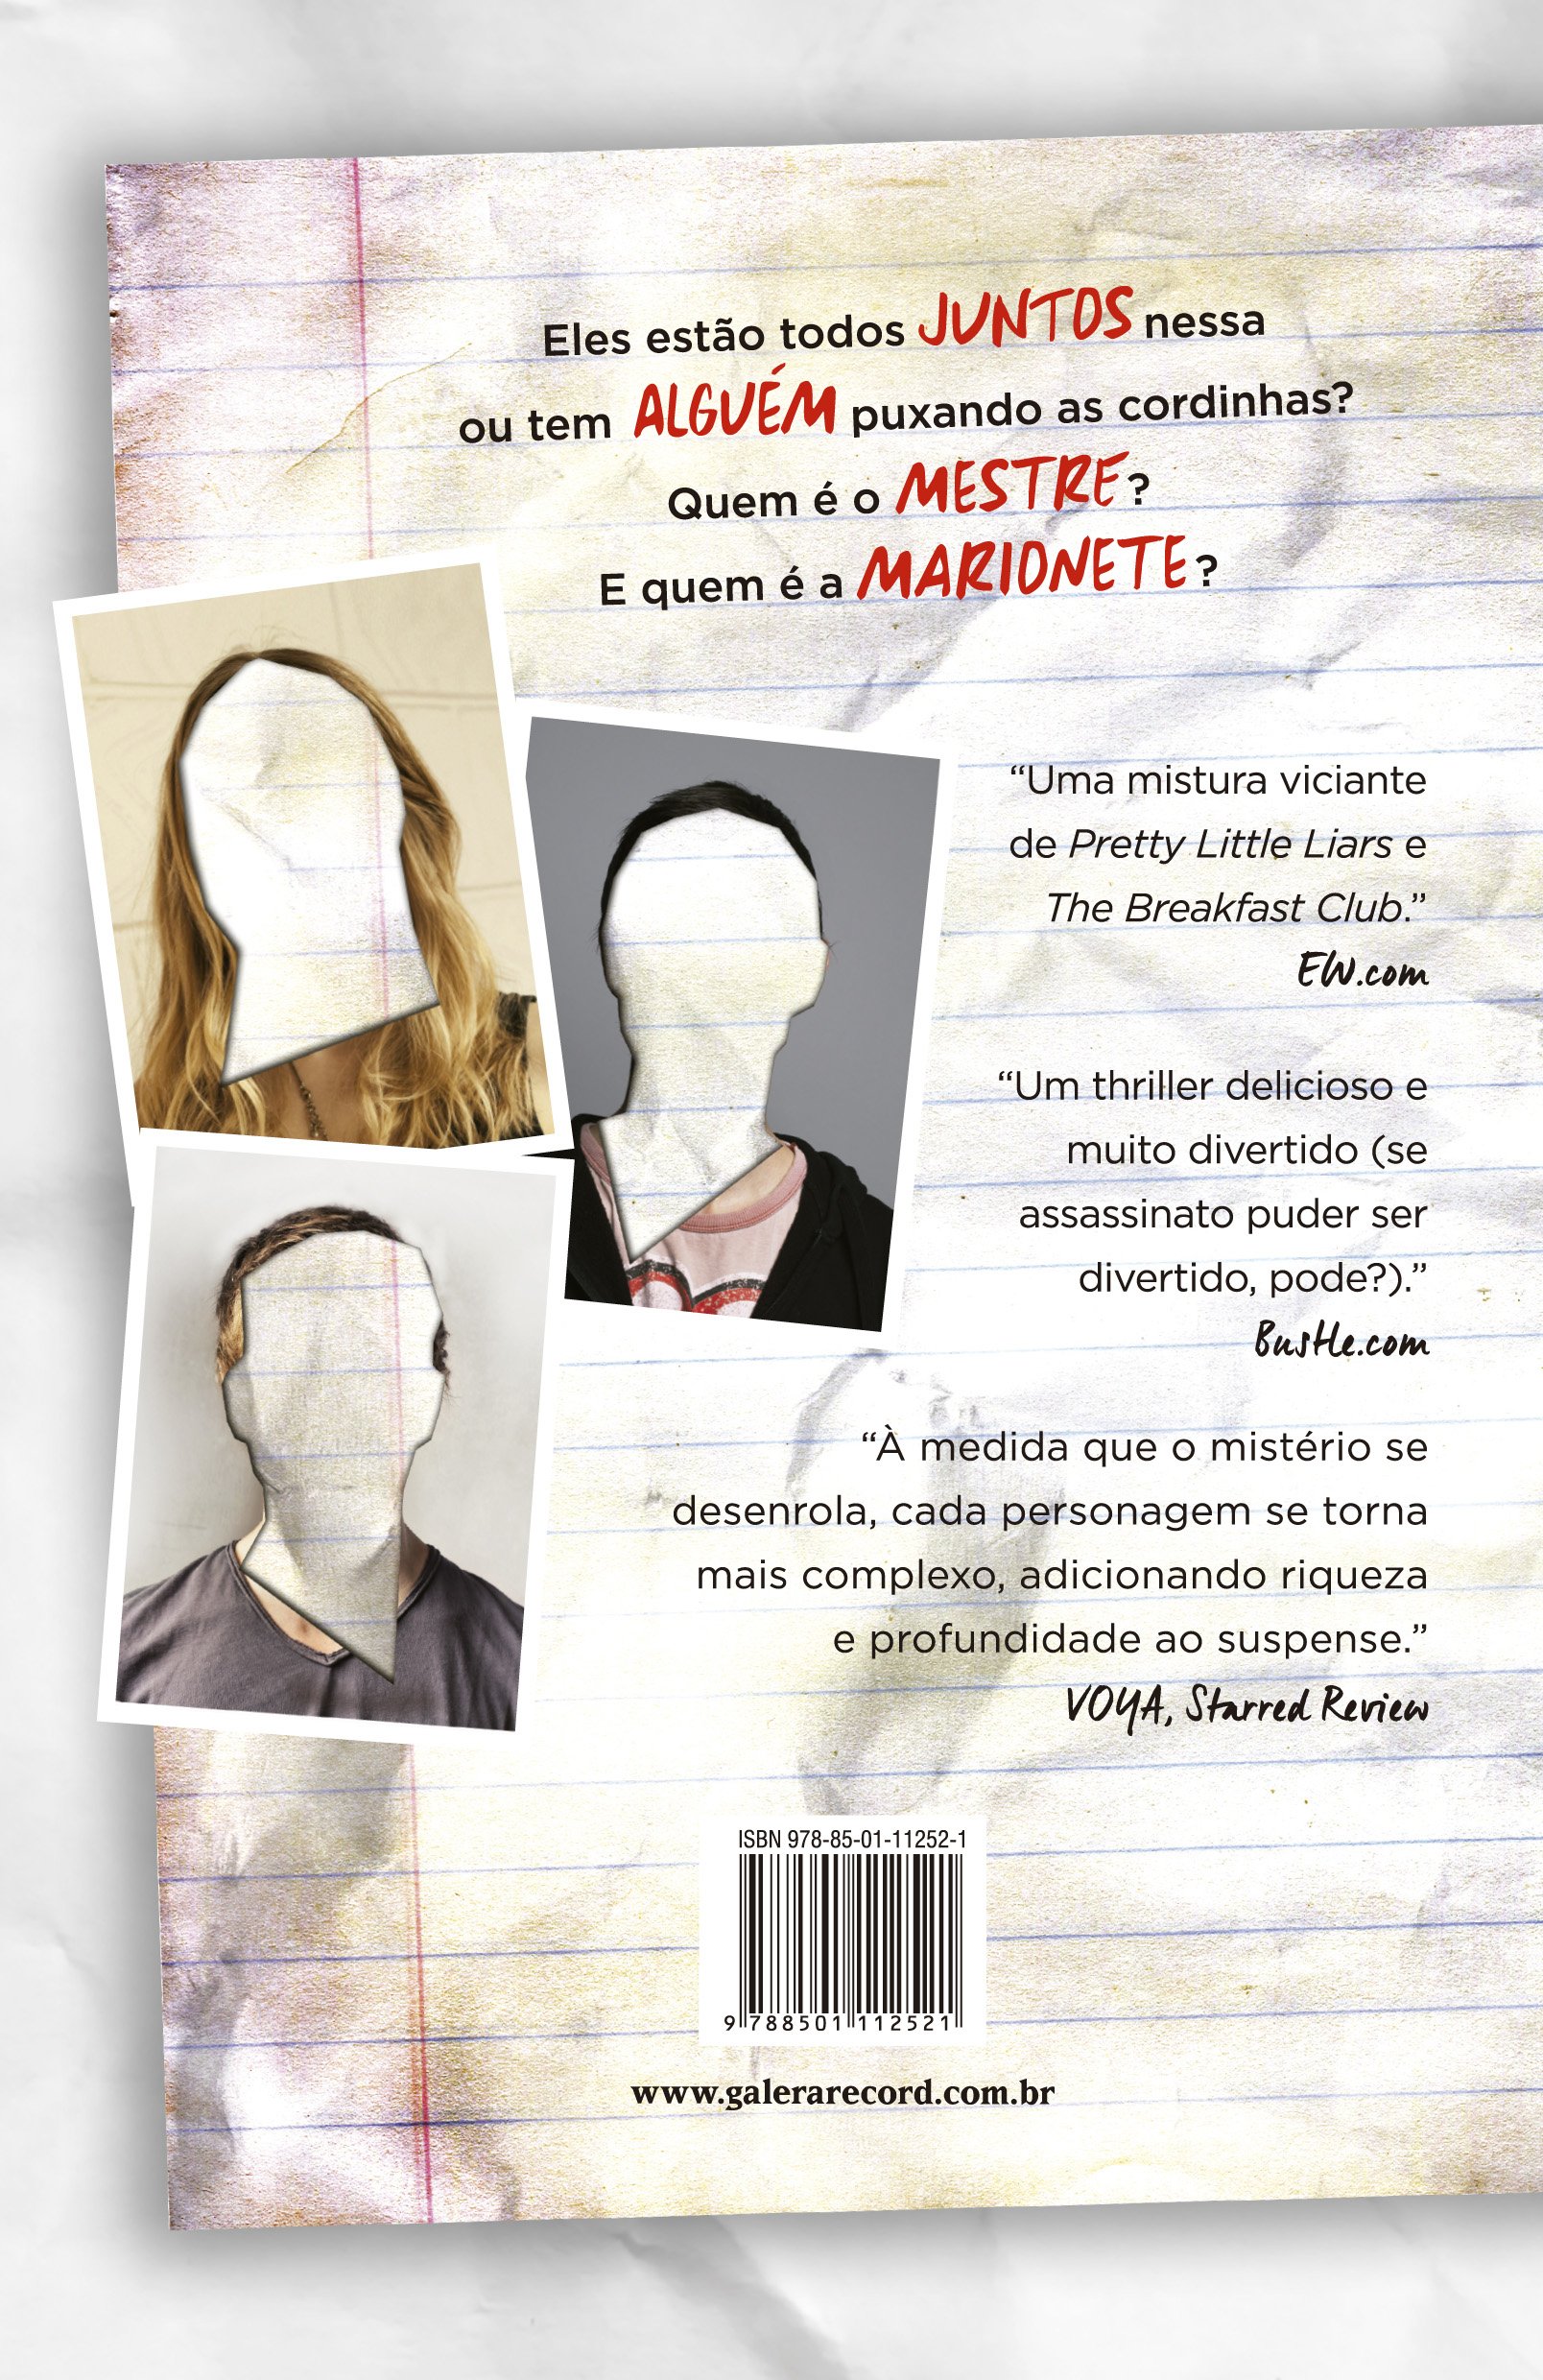 Eles estão todos JUNTOS nessa
ou tem ALGUÉM puxando as cordinhas?
Quem é o MESTRE?
E quem é a MARIONETE?
“Uma mistura viciante
de Pretty Little Liars e
The Breakfast Club.”
EW.com
“Um thriller delicioso e
muito divertido (se
assassinato puder ser
divertido, pode?).”
Bustle.com
“À medida que o mistério se
desenrola, cada personagem se torna
mais complexo, adicionando riqueza
e profundidade ao suspense.”
VOYA, Starred Review
ISBN 978-85-01-11252-1
9 788501 112521
www.galerarecord.com.br